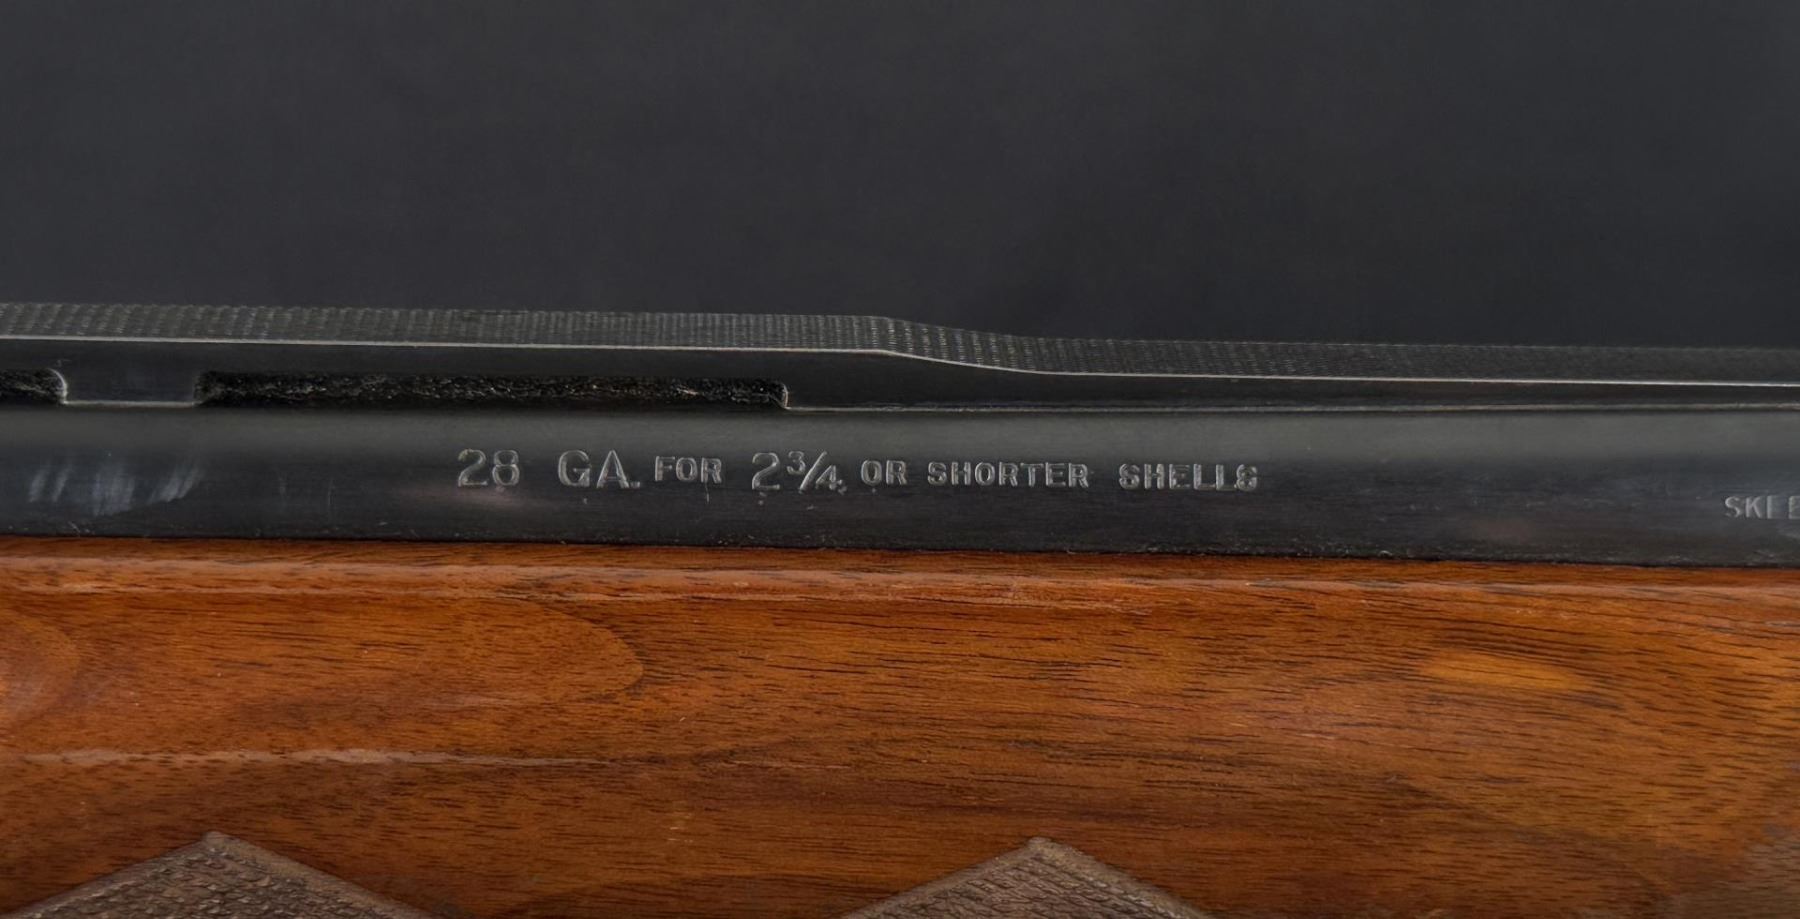 28 GA. FOR 2¾ OR SHORTER SHELLS